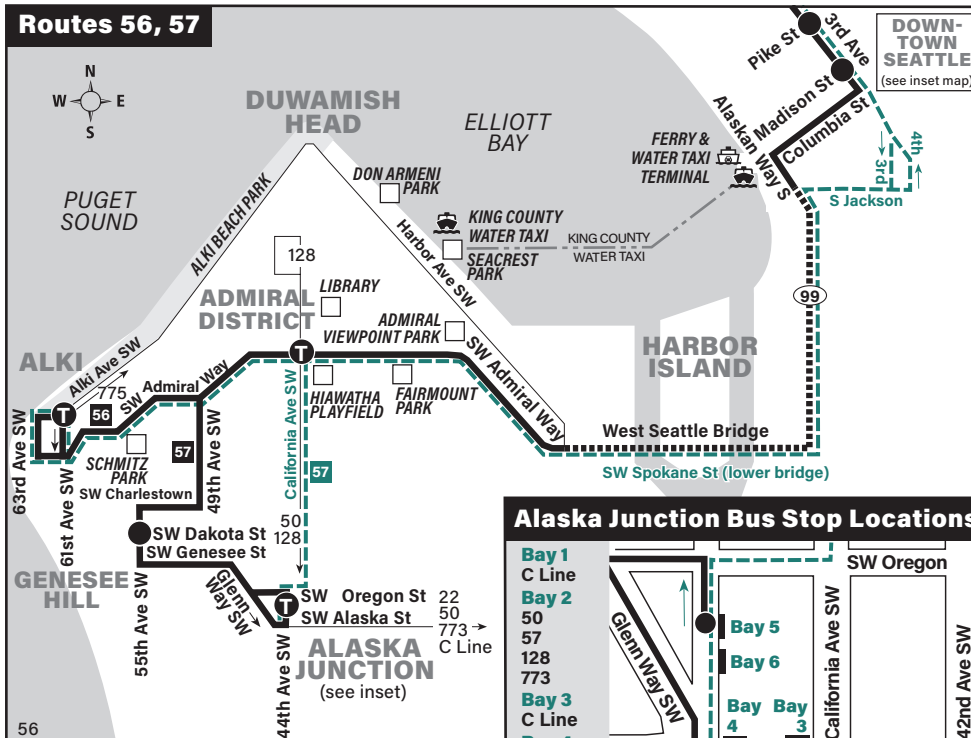 Routes 56, 57
N
W
E
S
PUGET
SOUND
DUWAMISH
HEAD
ELLIOTT
BAY
ALKI BEACH PARK
DON ARMENI
PARK
KING COUNTY
WATER TAXI
SEACREST
PARK
KING COUNTY
WATER TAXI
FERRY &
WATER TAXI
TERMINAL
Pike St
3rd Ave
Madison St
Columbia St
Alaskan Way S
DOWN-
TOWN
SEATTLE
(see inset map)
4th
3rd
S Jackson
99
HARBOR
ISLAND
Harbor Ave SW
128
LIBRARY
ADMIRAL
DISTRICT
ADMIRAL
VIEWPOINT PARK
T
HIAWATHA
PLAYFIELD
FAIRMOUNT
PARK
SW Admiral Way
West Seattle Bridge
SW Spokane St (lower bridge)
ALKI
Alki Ave SW
775
T
56
SW
Admiral Way
63rd Ave SW
61st Ave SW
SCHMITZ
PARK
57
49th Ave SW
California Ave SW
57
SW Charlestown
SW Dakota St
SW Genesee St
50
128
GENESEE
HILL
55th Ave SW
Glenn
Way SW
T
SW Oregon St
SW Alaska St
22
50
773
C Line
44th Ave SW
ALASKA
JUNCTION
(see inset)
56
Alaska Junction Bus Stop Locations
Bay 1
C Line
Bay 2
50
57
128
773
Bay 3
C Line
Glenn Way SW
Bay 5
Bay 6
Bay
4
Bay
3
California Ave SW
SW Oregon
42nd Ave SW